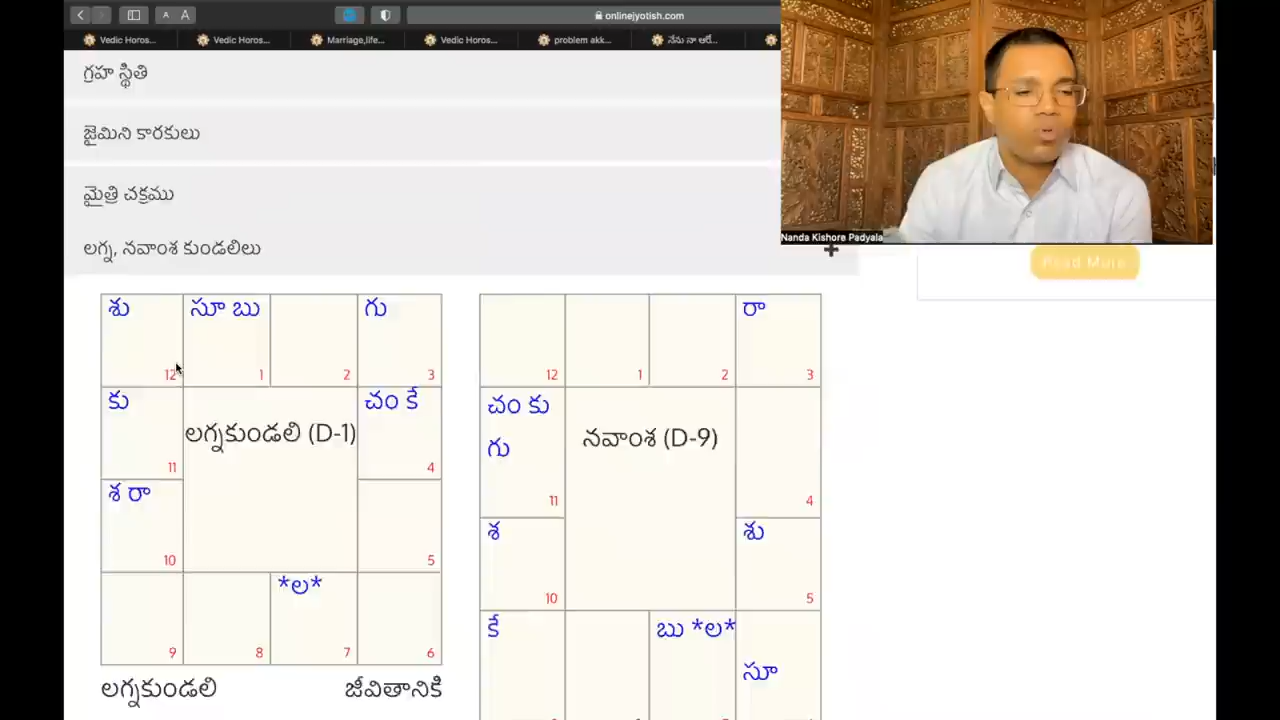 A A
onlinejyotish.com
Vedic Horos...
Vedic Horos...
Marriage,life...
Vedic Horos...
problem akk...
నేను నా ఆరో...
గ్రహ స్థితి
జైమిని కారకులు
మైత్రి చక్రము
లగ్న, నవాంశ కుండలిలు
Nanda Kishore Padyala
Read More
శు
సూ బు
గు
12
1
2
3
కు
చం కే
లగ్నకుండలి (D-1)
11
4
శ రా
10
5
*ల*
9
8
7
6
లగ్నకుండలి జీవితానికి
రా
12
1
2
3
చం కు
గు
నవాంశ (D-9)
11
4
శ
శు
10
5
కే
బు *ల*
సూ